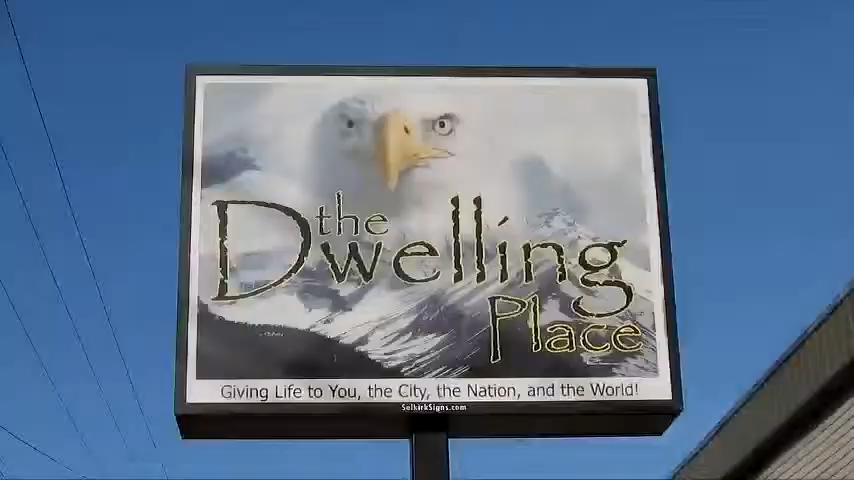 the
Dwelling
Place
Giving Life to You, the City, the Nation, and the World!
SelkirkSigns.com